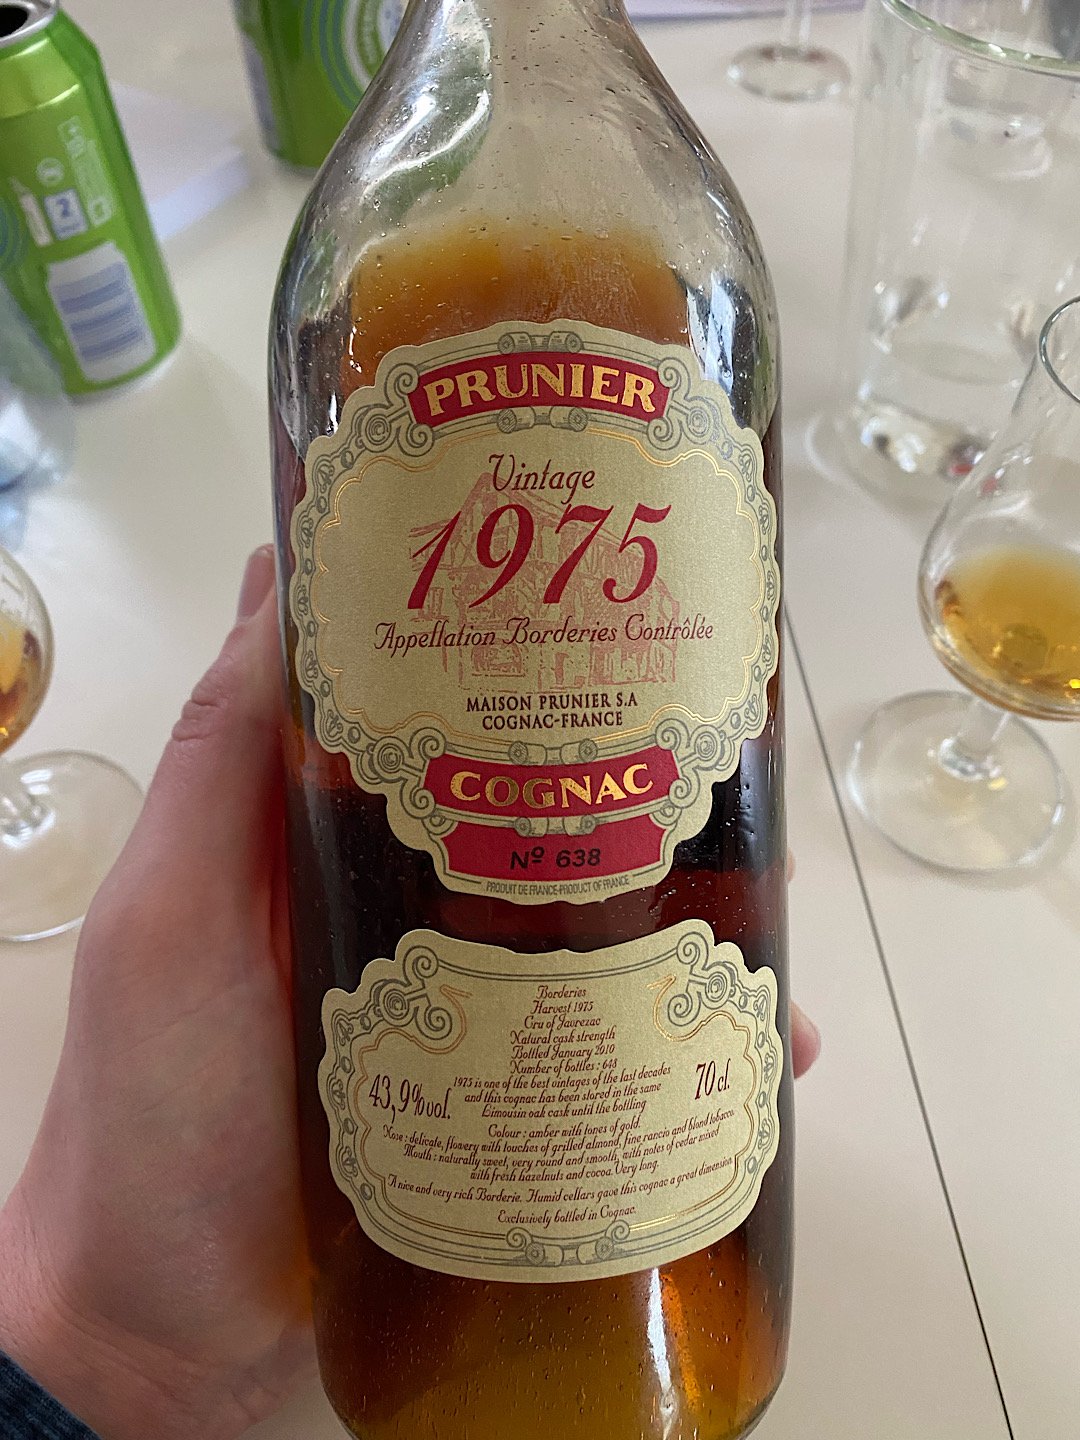 PRUNIER
Vintage
1975
Appellation Borderies Contrôlée
MAISON PRUNIER S.A
COGNAC-FRANCE
COGNAC
Nº 638
PRODUIT DE FRANCE-PRODUCT OF FRANCE
Borderies
Harvest 1975
Cru of Javrezac
Natural cask strength
Bottled January 2010
Number of bottles : 648
1975 is one of the best vintages of the last decades
and this cognac has been stored in the same
Limousin oak cask until the bottling
43,9%vol.
70 cl.
Colour : amber with tones of gold.
Nose : delicate, flowery with touches of grilled almond, fine rancio and blond tobacco.
Mouth : naturally sweet, very round and smooth, with notes of cedar mixed
with fresh hazelnuts and cocoa. Very long.
A nice and very rich Borderie. Humid cellars gave this cognac a great dimension.
Exclusively bottled in Cognac.
2